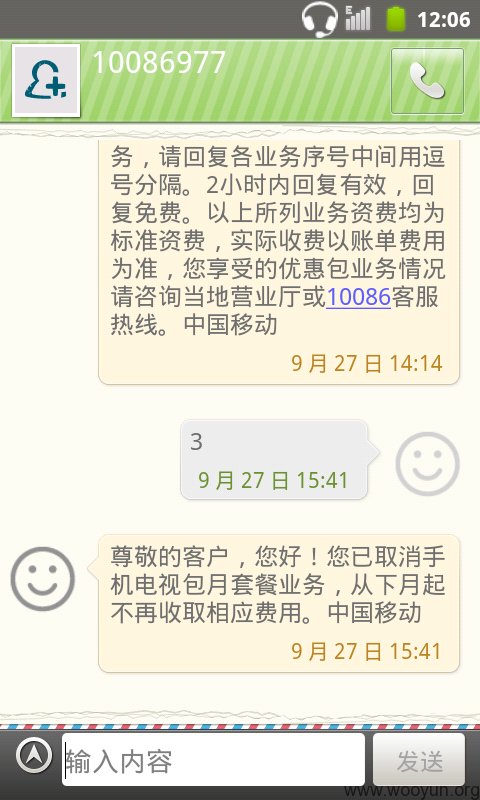 12:06
10086977
务，请回复各业务序号中间用逗
号分隔。2小时内回复有效，回
复免费。以上所列业务资费均为
标准资费，实际收费以账单费用
为准，您享受的优惠包业务情况
请咨询当地营业厅或10086客服
热线。中国移动
9 月 27 日 14:14
3
9 月 27 日 15:41
尊敬的客户，您好！您已取消手
机电视包月套餐业务，从下月起
不再收取相应费用。中国移动
9 月 27 日 15:41
输入内容
发送
www.wooyun.org